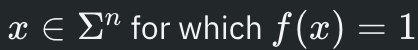 x ∈ Σⁿ for which f(x) = 1